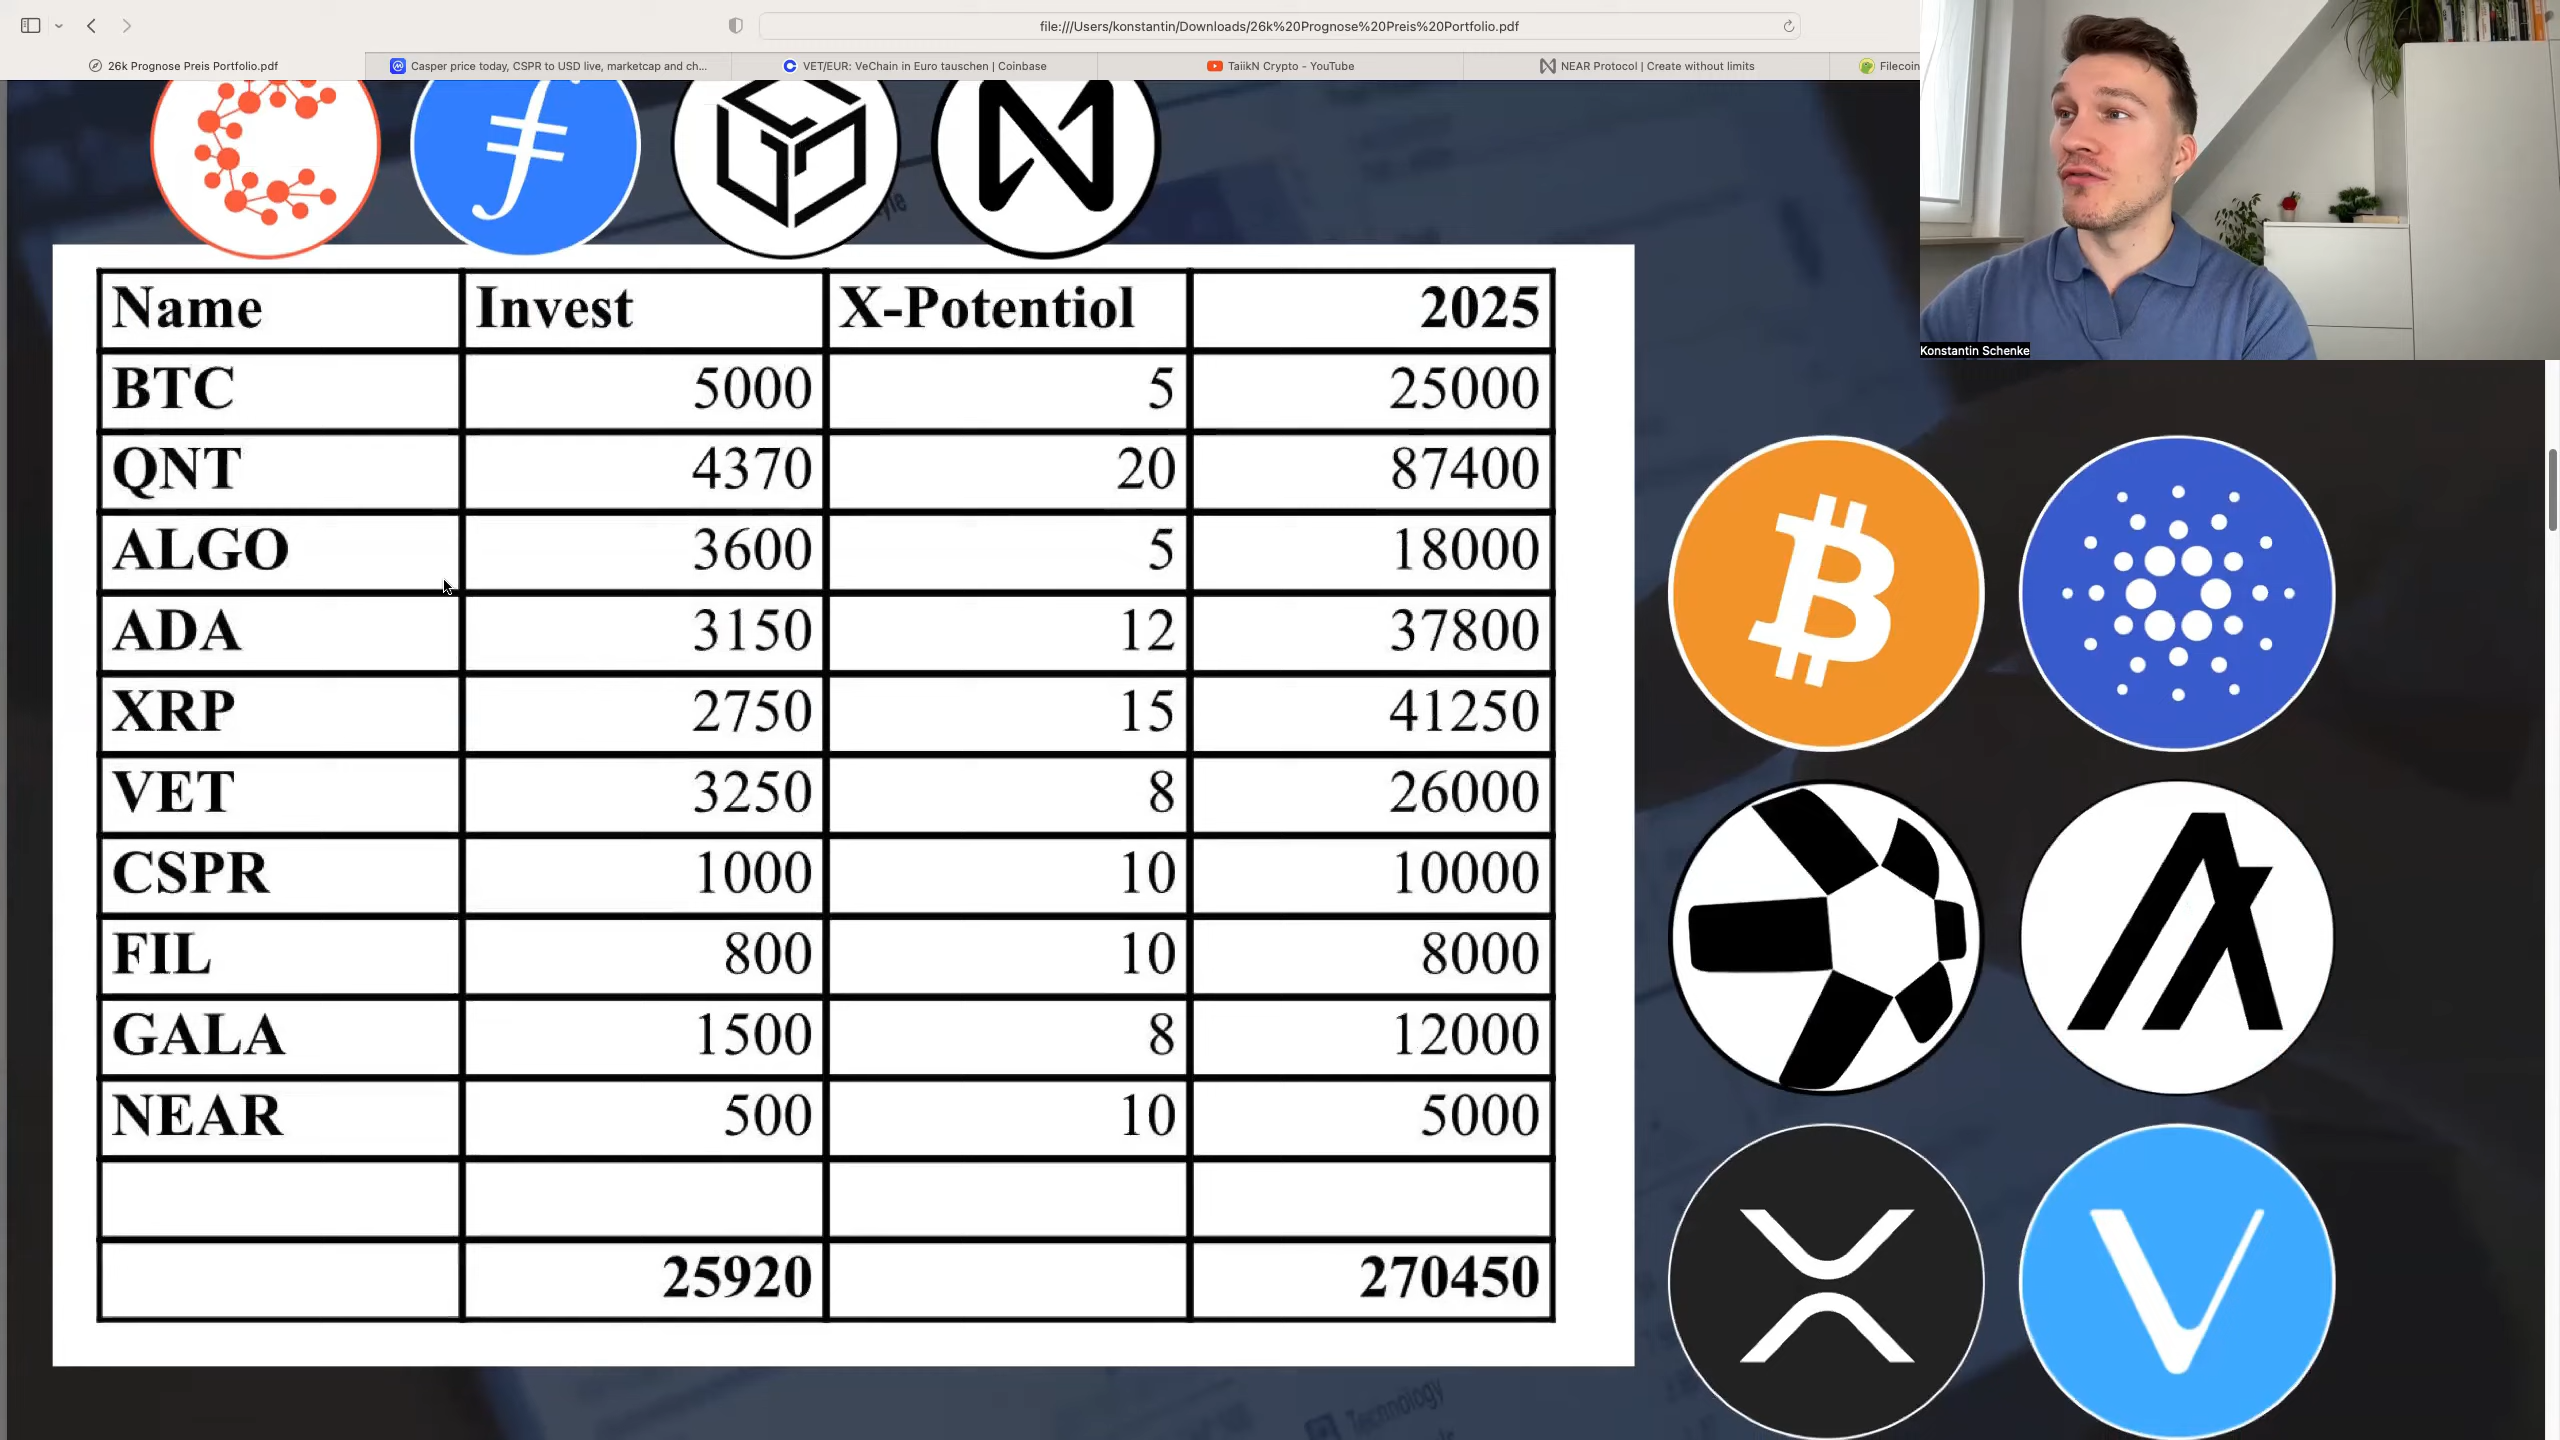 file:///Users/konstantin/Downloads/26k%20Prognose%20Preis%20Portfolio.pdf
26k Prognose Preis Portfolio.pdf
Casper price today, CSPR to USD live, marketcap and ch...
VET/EUR: VeChain in Euro tauschen | Coinbase
TaiikN Crypto - YouTube
NEAR Protocol | Create without limits
Filecoin
Konstantin Schenke
Name Invest X-Potentiol 2025
BTC 5000 5 25000
QNT 4370 20 87400
ALGO 3600 5 18000
ADA 3150 12 37800
XRP 2750 15 41250
VET 3250 8 26000
CSPR 1000 10 10000
FIL 800 10 8000
GALA 1500 8 12000
NEAR 500 10 5000
25920 270450
Technology